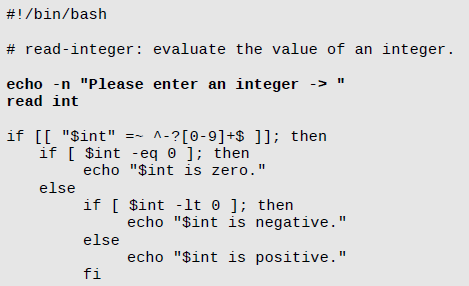 #!/bin/bash
# read-integer: evaluate the value of an integer.
echo -n "Please enter an integer -> "
read int
if [[ "$int" =~ ^-?[0-9]+$ ]]; then
if [ $int -eq 0 ]; then
echo "$int is zero."
else
if [ $int -lt 0 ]; then
echo "$int is negative."
else
echo "$int is positive."
fi